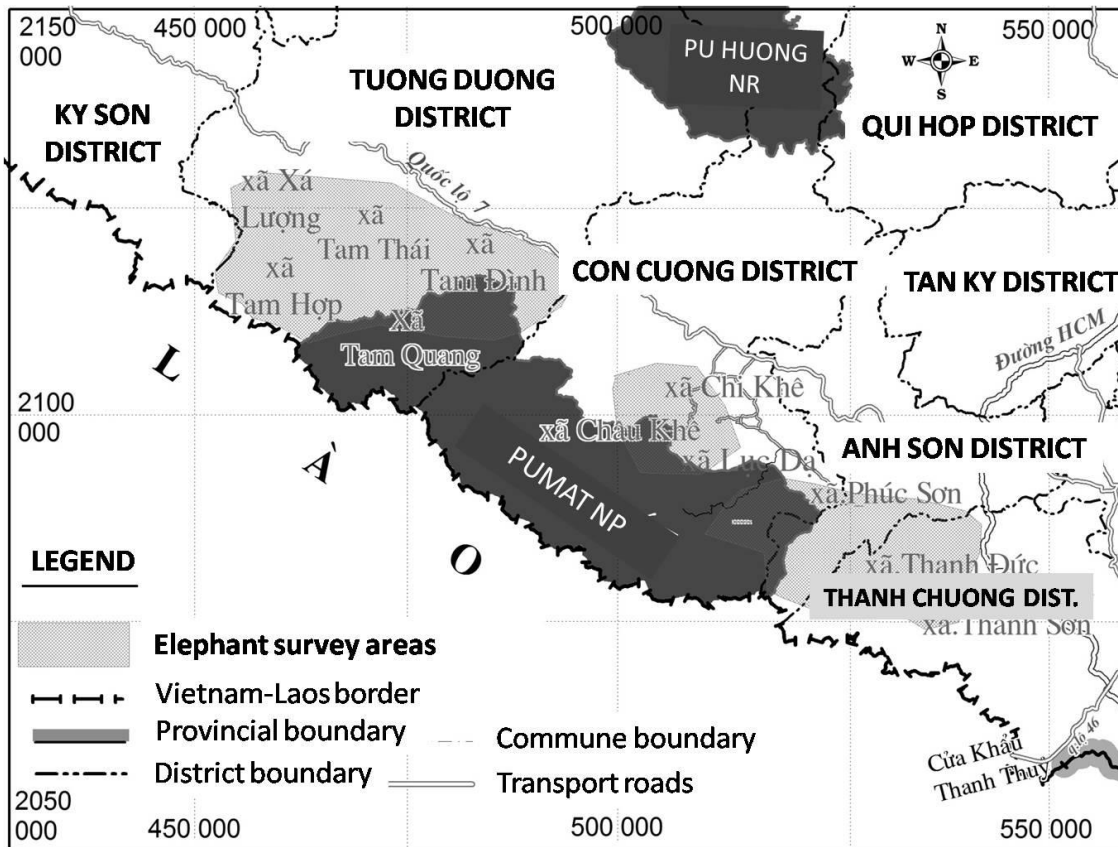 2150
000
450 000
500 000
550 000
PU HUONG
NR
N
W
E
S
TUONG DUONG
DISTRICT
KY SON
DISTRICT
QUI HOP DISTRICT
Quốc lô 7
xã Xá
Lượng
xã
Tam Thái
xã
Tam Đình
xã
Tam Hợp
CON CUONG DISTRICT
TAN KY DISTRICT
Xã
Tam Quang
Đường HCM
L
À
O
2100
000
xã Chi Khê
xã Châu Khê
xã Lục Dạ
ANH SON DISTRICT
PUMAT NP
xã.Phúc Sơn
xã.Thanh Đức
THANH CHUONG DIST.
xã.Thanh Sơn
LEGEND
Elephant survey areas
Vietnam-Laos border
Provincial boundary
District boundary
Commune boundary
Transport roads
Cửa Khẩu
Thanh Thuỷ
q.lộ 46
2050
000
450 000
500 000
550 000